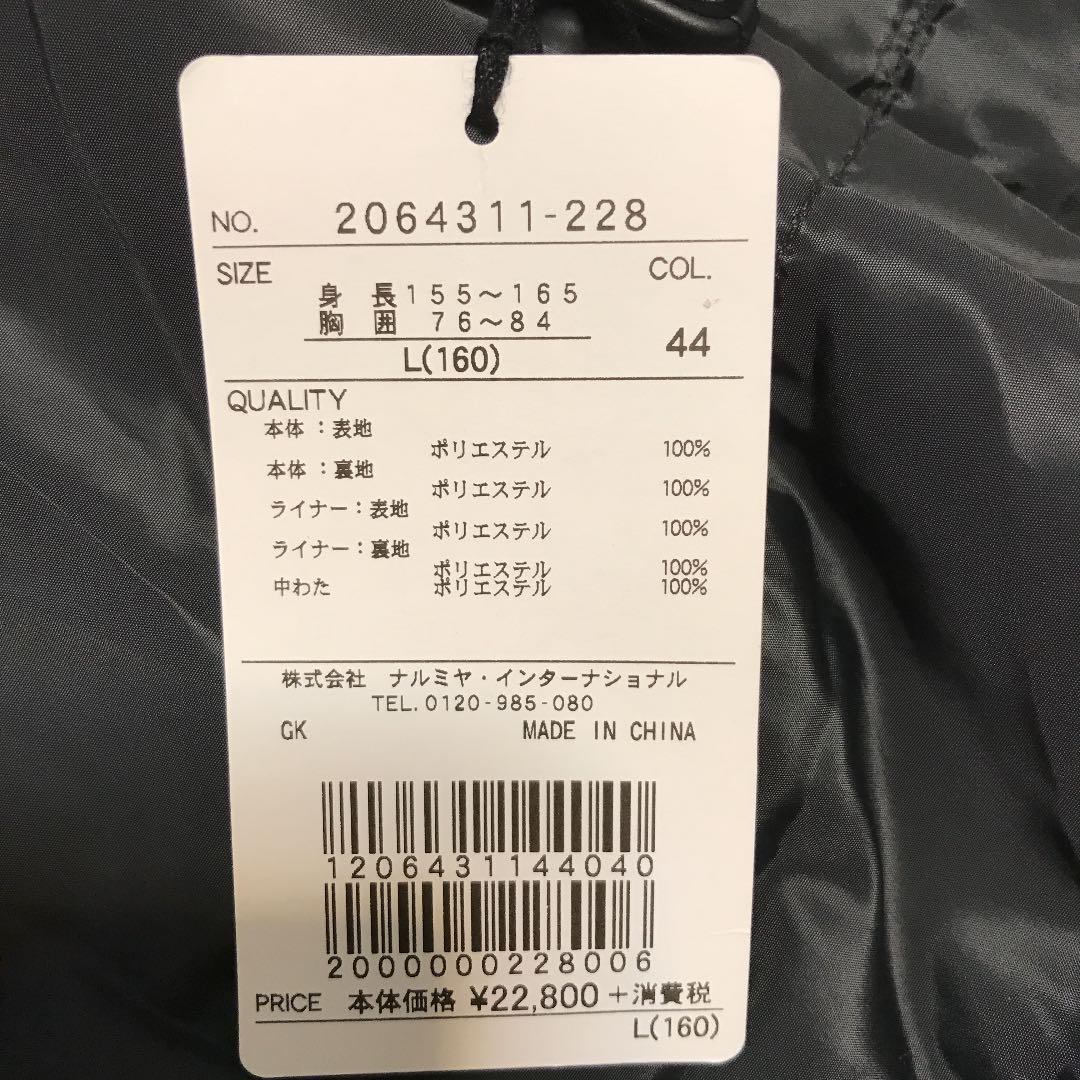 NO. 2064311-228
SIZE COL.
身 長155〜165
胸 囲 76〜84
44
L(160)
QUALITY
本体：表地
ポリエステル 100%
本体：裏地
ポリエステル 100%
ライナー：表地
ポリエステル 100%
ライナー：裏地
ポリエステル 100%
中わた ポリエステル 100%
株式会社 ナルミヤ・インターナショナル
TEL.0120-985-080
GK MADE IN CHINA
1206431144040
2000000228006
PRICE 本体価格 ¥22,800+消費税
L(160)